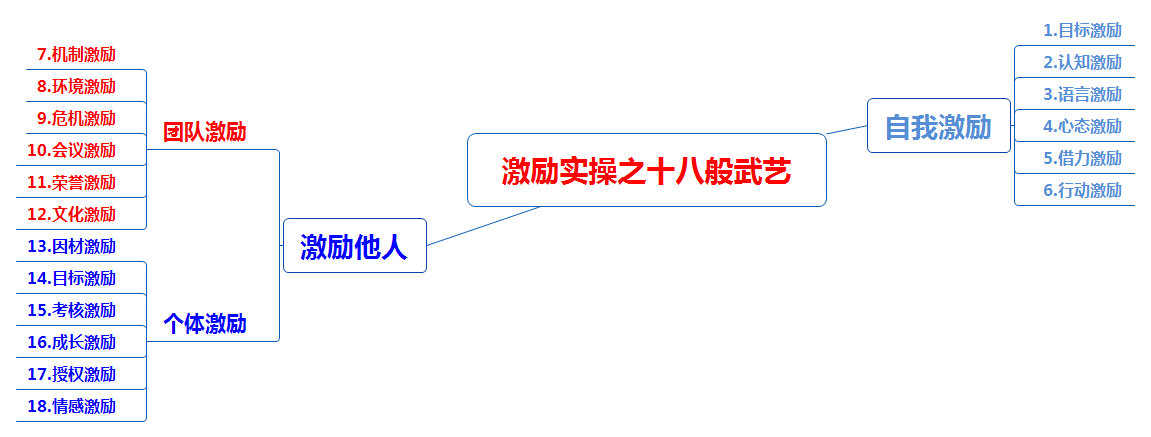 激励实操之十八般武艺
自我激励
1.目标激励
2.认知激励
3.语言激励
4.心态激励
5.借力激励
6.行动激励
激励他人
团队激励
7.机制激励
8.环境激励
9.危机激励
10.会议激励
11.荣誉激励
12.文化激励
个体激励
13.因材激励
14.目标激励
15.考核激励
16.成长激励
17.授权激励
18.情感激励